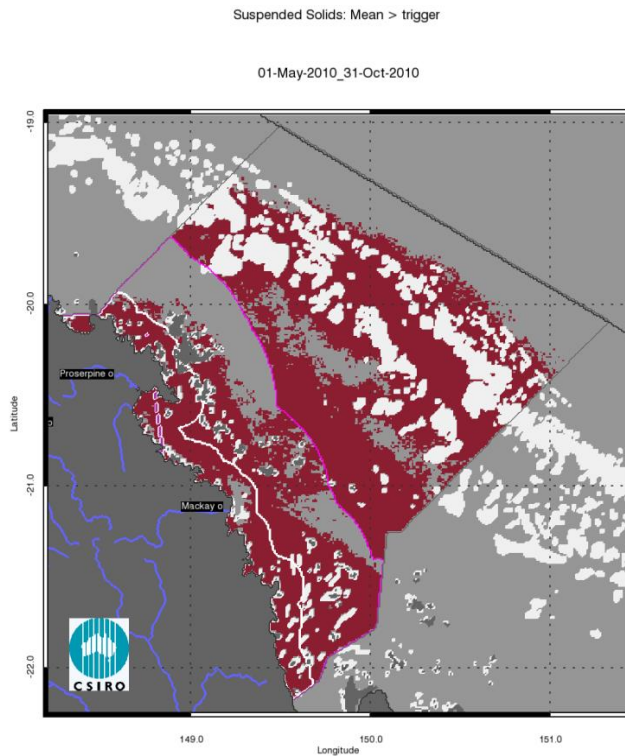 Suspended Solids: Mean > trigger
01-May-2010_31-Oct-2010
-19.0
-20.0
-21.0
-22.0
Latitude
Proserpine o
o
Mackay o
CSIRO
149.0
150.0
151.0
Longitude